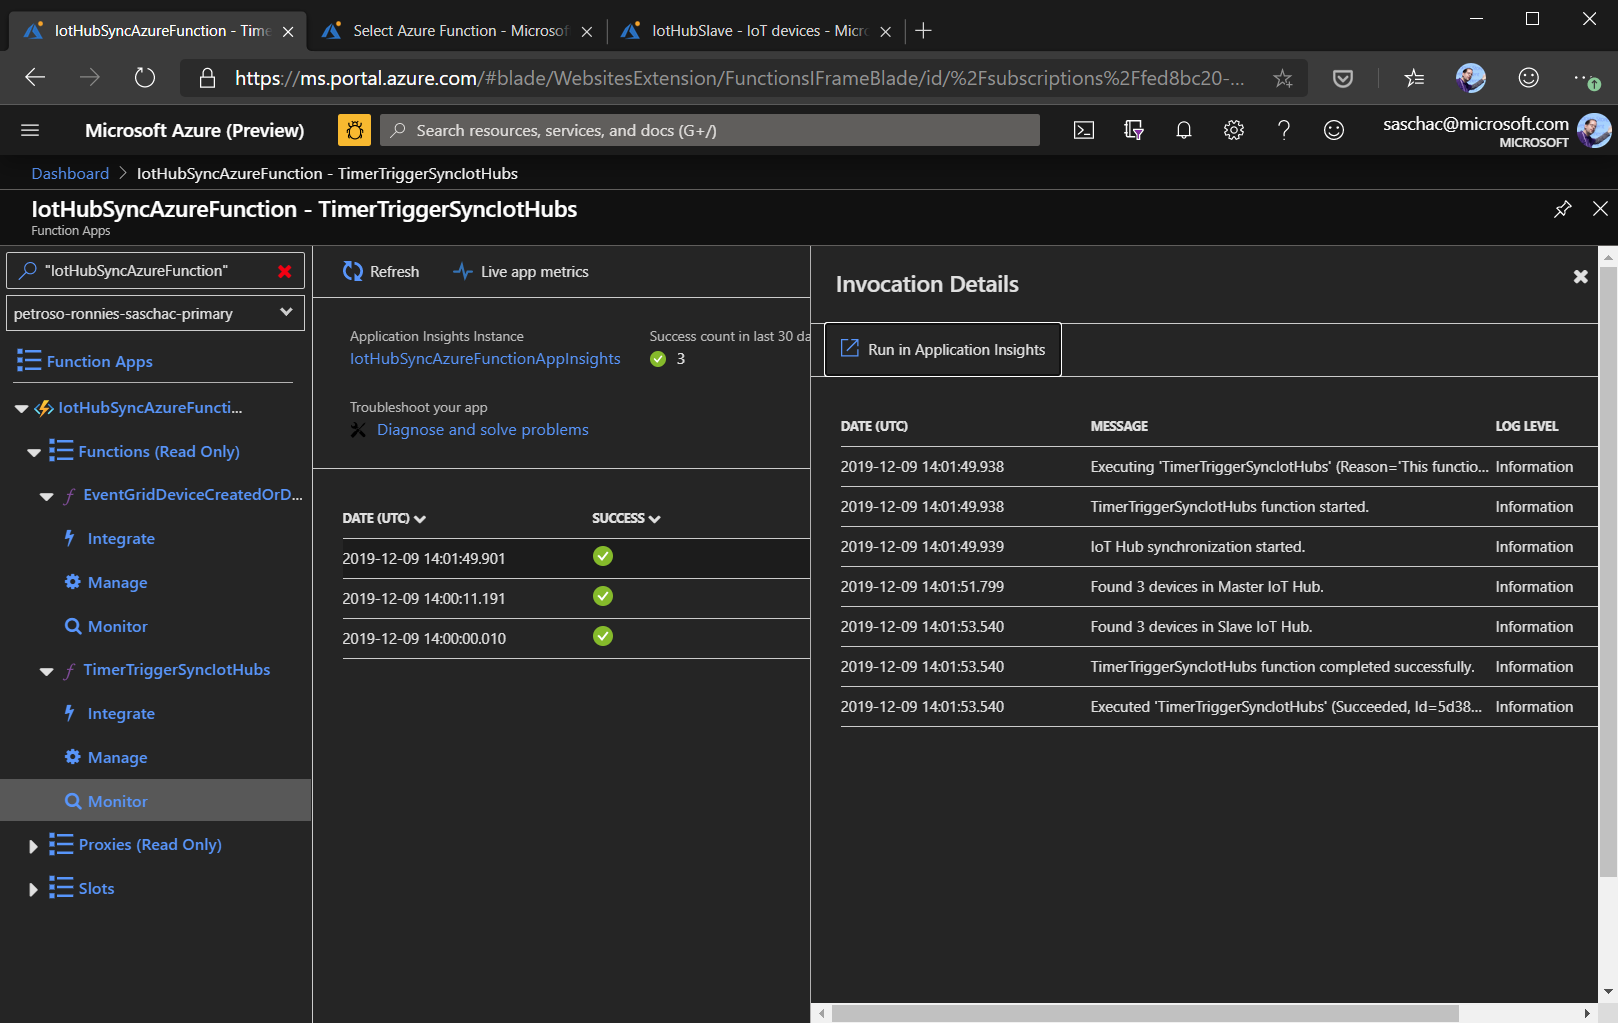 IotHubSyncAzureFunction - Time
Select Azure Function - Microsof
IotHubSlave - IoT devices - Micro
https://ms.portal.azure.com/#blade/WebsitesExtension/FunctionsIFrameBlade/id/%2Fsubscriptions%2Ffed8bc20-...
Microsoft Azure (Preview)
Search resources, services, and docs (G+/)
saschac@microsoft.com
MICROSOFT
Dashboard > IotHubSyncAzureFunction - TimerTriggerSyncIotHubs
IotHubSyncAzureFunction - TimerTriggerSyncIotHubs
Function Apps
"IotHubSyncAzureFunction"
petroso-ronnies-saschac-primary
Function Apps
IotHubSyncAzureFuncti...
Functions (Read Only)
EventGridDeviceCreatedOrD...
Integrate
Manage
Monitor
TimerTriggerSyncIotHubs
Integrate
Manage
Monitor
Proxies (Read Only)
Slots
Refresh
Live app metrics
Application Insights Instance
IotHubSyncAzureFunctionAppInsights
Success count in last 30 da
3
Troubleshoot your app
Diagnose and solve problems
DATE (UTC) SUCCESS
2019-12-09 14:01:49.901
2019-12-09 14:00:11.191
2019-12-09 14:00:00.010
Invocation Details
Run in Application Insights
DATE (UTC) MESSAGE LOG LEVEL
2019-12-09 14:01:49.938 Executing 'TimerTriggerSyncIotHubs' (Reason='This functio... Information
2019-12-09 14:01:49.938 TimerTriggerSyncIotHubs function started. Information
2019-12-09 14:01:49.939 IoT Hub synchronization started. Information
2019-12-09 14:01:51.799 Found 3 devices in Master IoT Hub. Information
2019-12-09 14:01:53.540 Found 3 devices in Slave IoT Hub. Information
2019-12-09 14:01:53.540 TimerTriggerSyncIotHubs function completed successfully. Information
2019-12-09 14:01:53.540 Executed 'TimerTriggerSyncIotHubs' (Succeeded, Id=5d38... Information